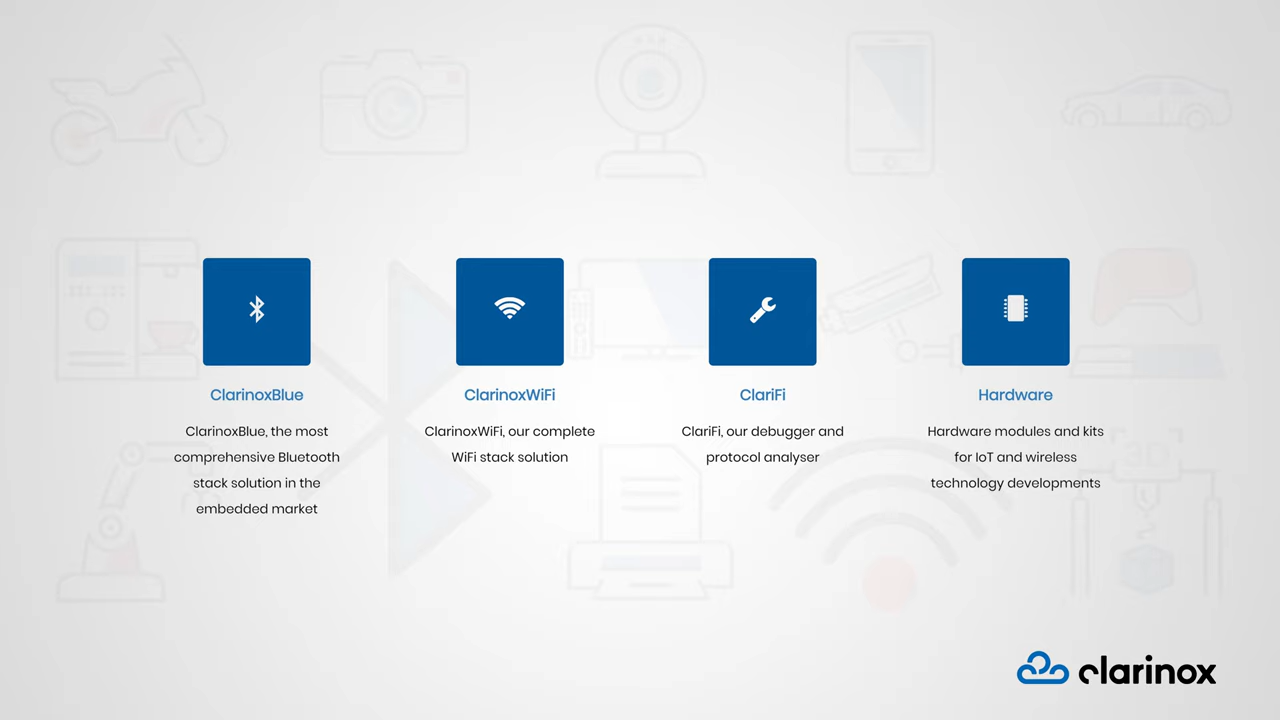 ClarinoxBlue
ClarinoxBlue, the most
comprehensive Bluetooth
stack solution in the
embedded market
ClarinoxWiFi
ClarinoxWiFi, our complete
WiFi stack solution
ClariFi
ClariFi, our debugger and
protocol analyser
Hardware
Hardware modules and kits
for IoT and wireless
technology developments
3D
clarinox